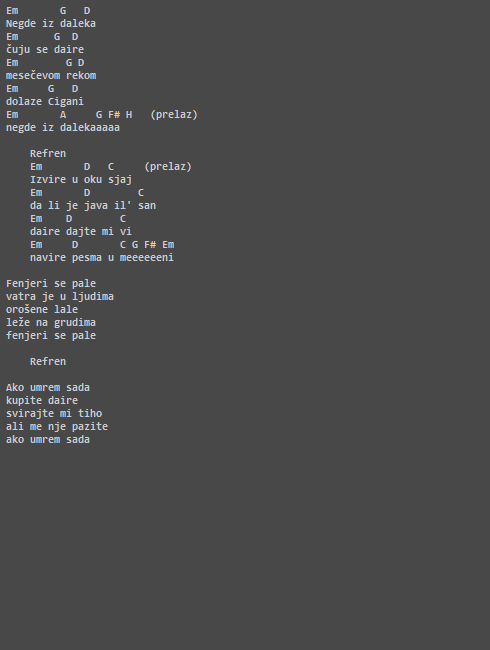 Em       G   D
Negde iz daleka
Em      G  D
čuju se daire
Em        G D
mesečevom rekom
Em     G   D
dolaze Cigani
Em       A     G F# H   (prelaz)
negde iz dalekaaaaa

    Refren
    Em       D   C     (prelaz)
    Izvire u oku sjaj
    Em       D        C
    da li je java il' san
    Em    D        C
    daire dajte mi vi
    Em     D       C G F# Em
    navire pesma u meeeeeeni

Fenjeri se pale
vatra je u ljudima
orošene lale
leže na grudima
fenjeri se pale

    Refren

Ako umrem sada
kupite daire
svirajte mi tiho
ali me nje pazite
ako umrem sada